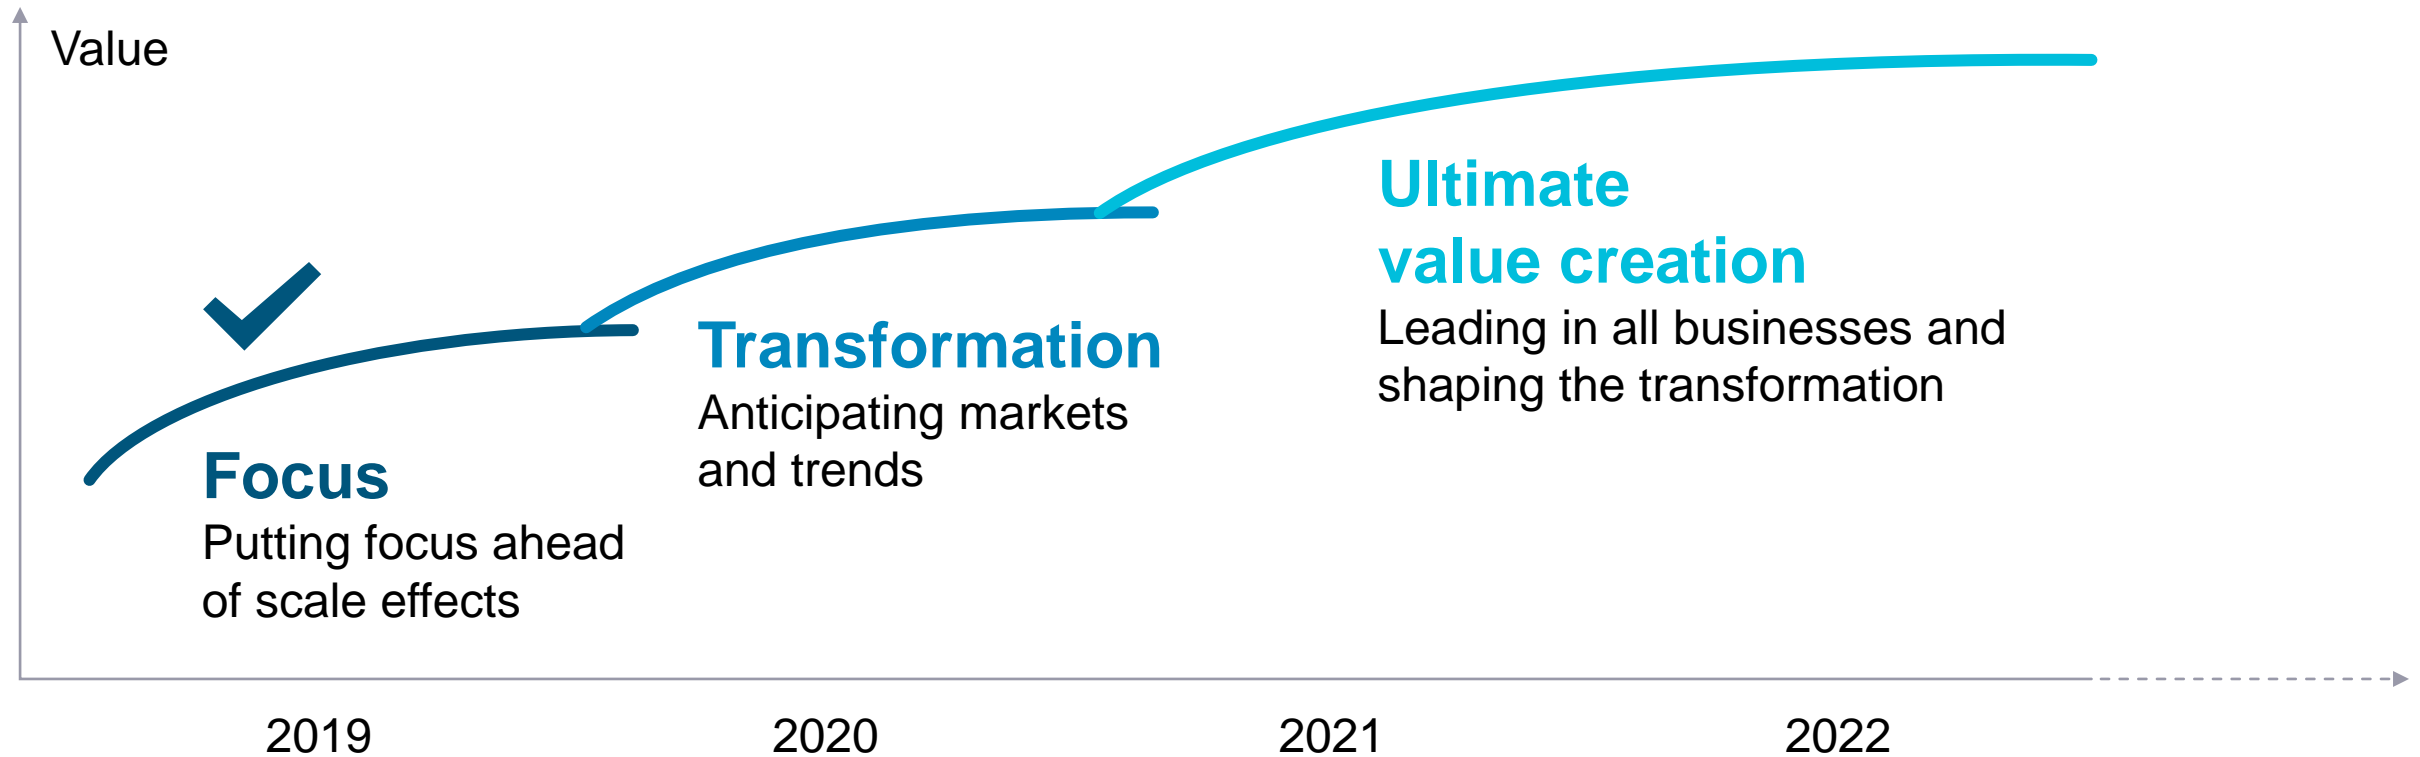 Value
Ultimate
value creation
Leading in all businesses and
shaping the transformation
Transformation
Anticipating markets
and trends
Focus
Putting focus ahead
of scale effects
2019
2020
2021
2022